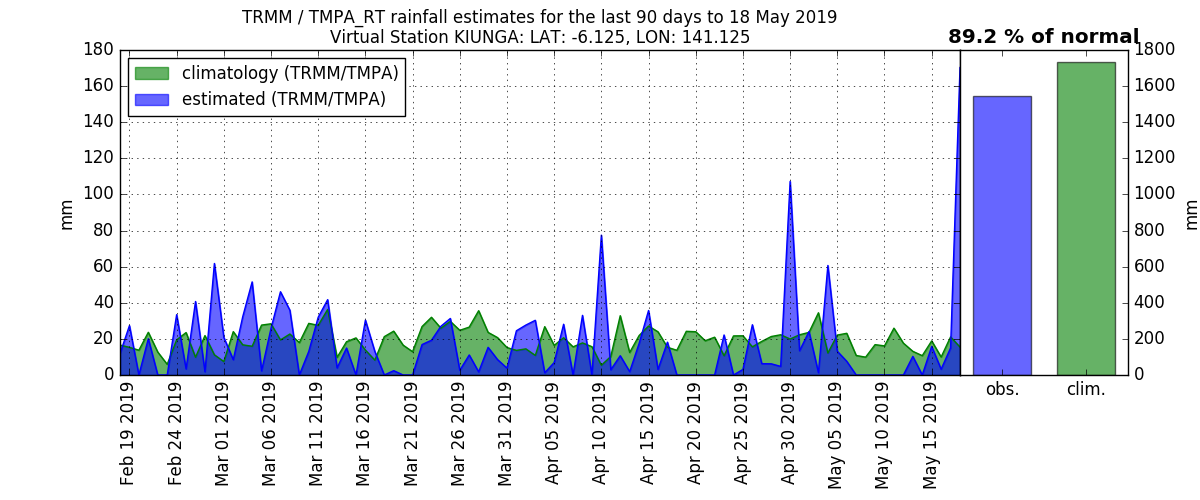 TRMM / TMPA_RT rainfall estimates for the last 90 days to 18 May 2019
Virtual Station KIUNGA: LAT: -6.125, LON: 141.125
89.2 % of normal
climatology (TRMM/TMPA)
estimated (TRMM/TMPA)
mm
180
160
140
120
100
80
60
40
20
0
Feb 19 2019
Feb 24 2019
Mar 01 2019
Mar 06 2019
Mar 11 2019
Mar 16 2019
Mar 21 2019
Mar 26 2019
Mar 31 2019
Apr 05 2019
Apr 10 2019
Apr 15 2019
Apr 20 2019
Apr 25 2019
Apr 30 2019
May 05 2019
May 10 2019
May 15 2019
obs.
clim.
1800
1600
1400
1200
1000
800
600
400
200
0
mm